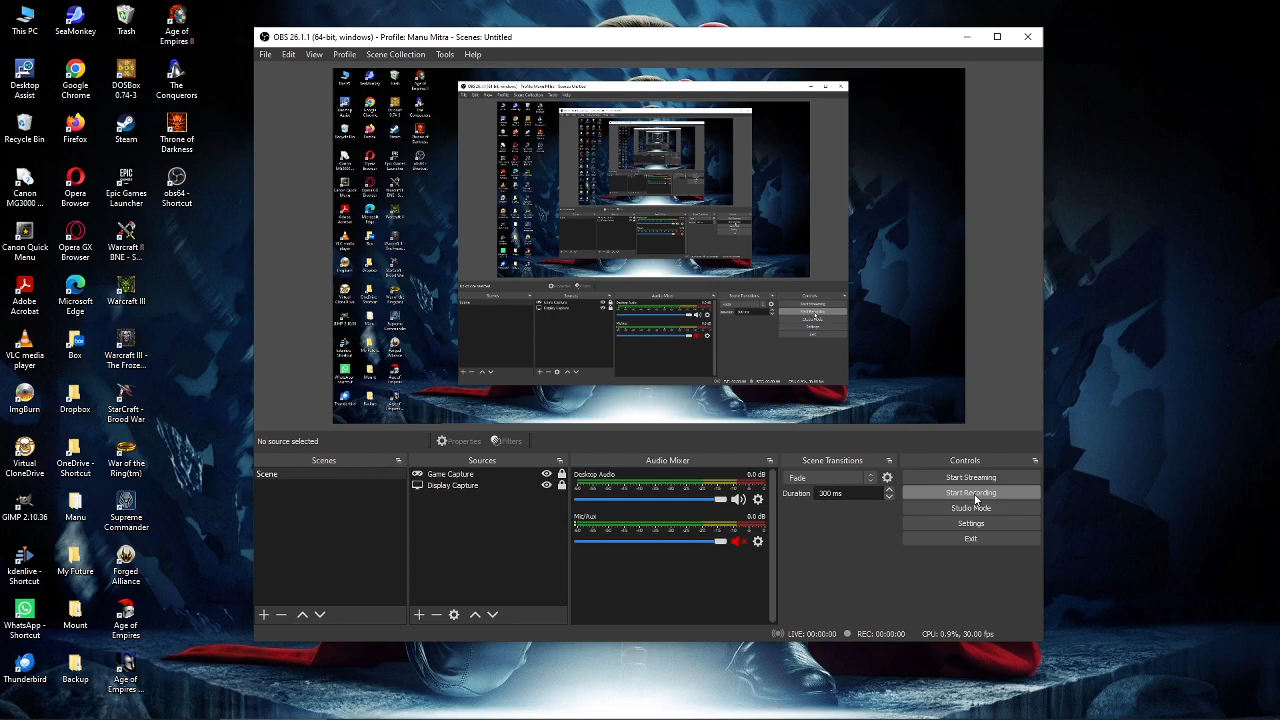 This PC
SeaMonkey
Trash
Age of
Empires II
Desktop
Assist
Google
Chrome
DOSBox
0.74-3
The
Conquerors
Recycle Bin
Firefox
Steam
Throne of
Darkness
Canon
MG3000 ...
Opera
Browser
Epic Games
Launcher
obs64 -
Shortcut
Canon Quick
Menu
Opera GX
Browser
Warcraft II
BNE - S...
Adobe
Acrobat
Microsoft
Edge
Warcraft III
VLC media
player
Box
Warcraft III -
The Froze...
ImgBurn
Dropbox
StarCraft -
Brood War
Virtual
CloneDrive
OneDrive -
Shortcut
War of the
Ring(tm)
GIMP 2.10.36
Manu
Supreme
Commander
kdenlive -
Shortcut
My Future
Forged
Alliance
WhatsApp -
Shortcut
Mount
Age of
Empires
Thunderbird
Backup
Age of
Empires ...
OBS 26.1.1 (64-bit, windows) - Profile: Manu Mitra - Scenes: Untitled
File Edit View Profile Scene Collection Tools Help
No source selected
Properties Filters
Scenes
Scene
Sources
Game Capture
Display Capture
Audio Mixer
Desktop Audio 0.0 dB
Mic/Aux 0.0 dB
Scene Transitions
Fade
Duration 300 ms
Controls
Start Streaming
Start Recording
Studio Mode
Settings
Exit
LIVE: 00:00:00 REC: 00:00:00 CPU: 0.9%, 30.00 fps